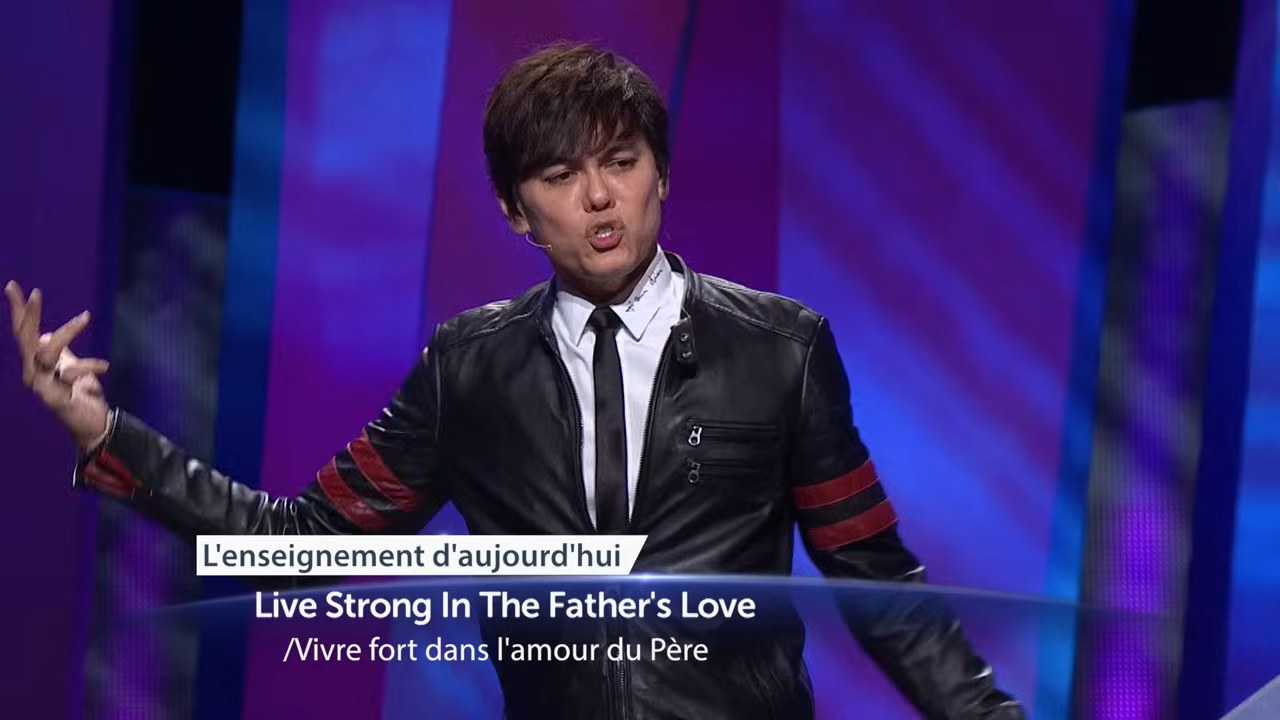 L'enseignement d'aujourd'hui
Live Strong In The Father's Love
/Vivre fort dans l'amour du Père